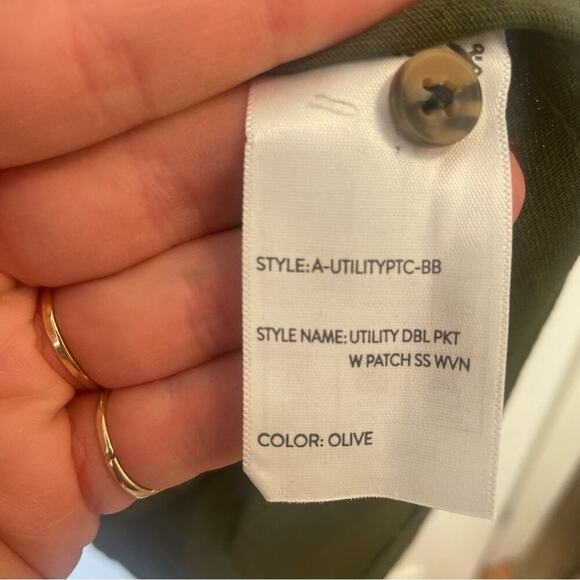 STYLE: A-UTILITYPTC-BB
STYLE NAME: UTILITY DBL PKT
W PATCH SS WVN
COLOR: OLIVE